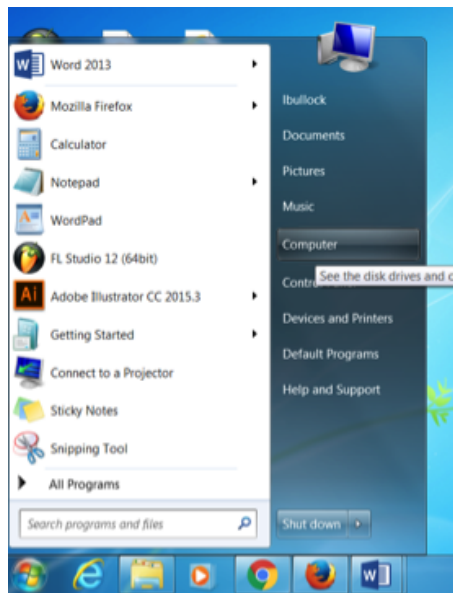 Word 2013
Mozilla Firefox
Calculator
Notepad
WordPad
FL Studio 12 (64bit)
Ai Adobe Illustrator CC 2015.3
Getting Started
Connect to a Projector
Sticky Notes
Snipping Tool
All Programs
Search programs and files
lbullock
Documents
Pictures
Music
Computer
See the disk drives and
Devices and Printers
Default Programs
Help and Support
Shut down